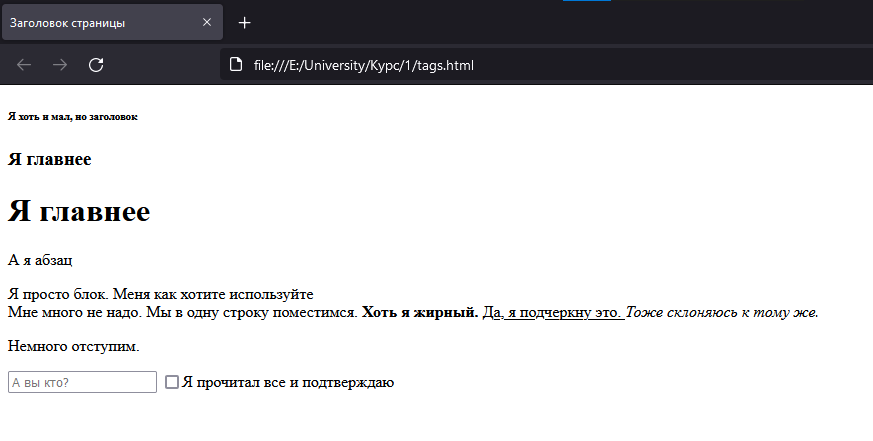 Заголовок страницы
file:///E:/University/Курс/1/tags.html
Я хоть и мал, но заголовок
Я главнее
Я главнее
А я абзац
Я просто блок. Меня как хотите используйте
Мне много не надо. Мы в одну строку поместимся. Хоть я жирный. Да, я подчеркну это. Тоже склоняюсь к тому же.
Немного отступим.
А вы кто? Я прочитал все и подтверждаю